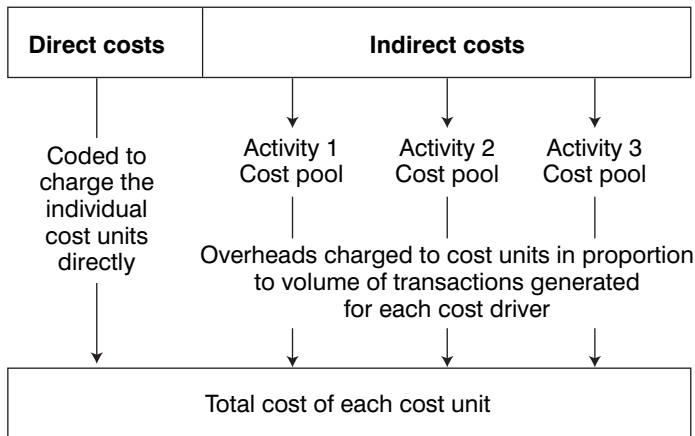 Direct costs
Indirect costs
Coded to
charge the
individual
cost units
directly
Activity 1
Cost pool
Activity 2
Cost pool
Activity 3
Cost pool
Overheads charged to cost units in proportion
to volume of transactions generated
for each cost driver
Total cost of each cost unit